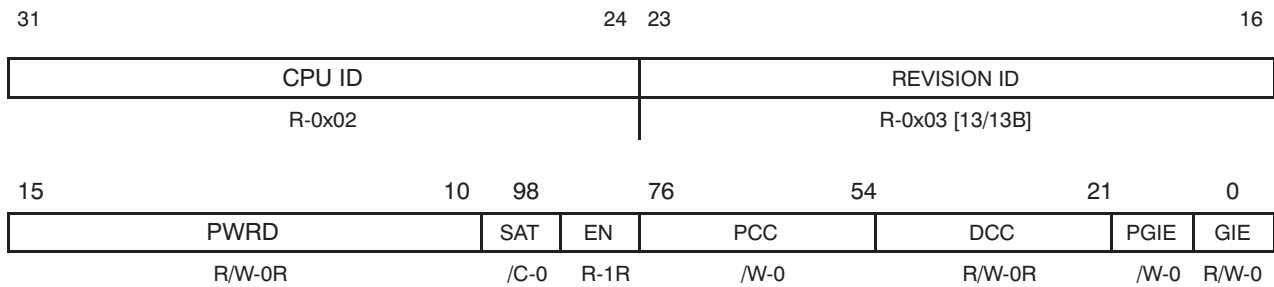 31 24 23 16
CPU ID REVISION ID
R-0x02 R-0x03 [13/13B]
15 10 98 76 54 21 0
PWRD SAT EN PCC DCC PGIE GIE
R/W-0R /C-0 R-1R /W-0 R/W-0R /W-0 R/W-0